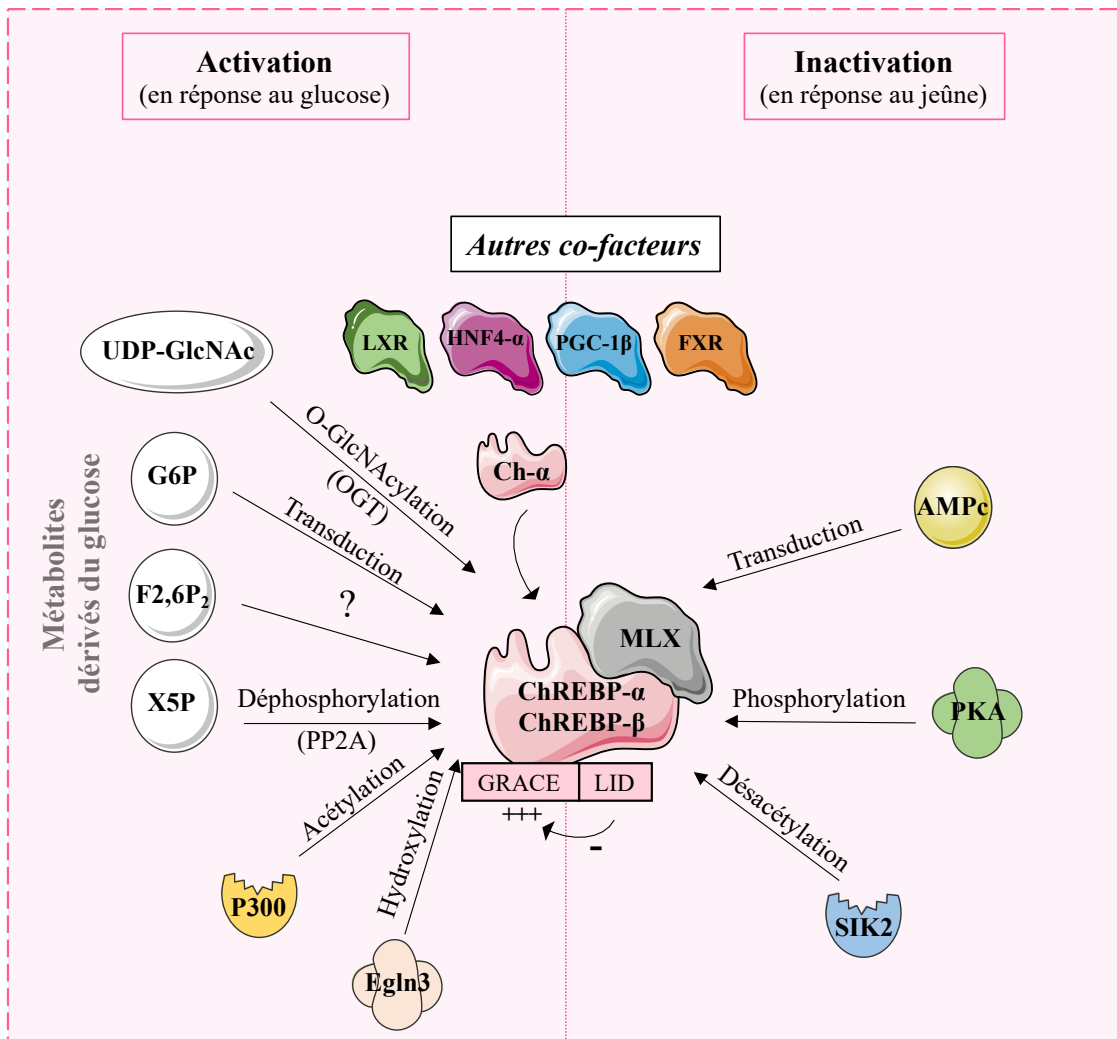 Activation
(en réponse au glucose)
Inactivation
(en réponse au jeûne)
Autres co-facteurs
LXR
HNF4-α
PGC-1β
FXR
UDP-GlcNAc
O-GlcNAcylation
(OGT)
Ch-α
G6P
Transduction
AMPc
Transduction
Métabolites
dérivés du glucose
F2,6P₂
?
MLX
ChREBP-α
ChREBP-β
X5P
Déphosphorylation
(PP2A)
Phosphorylation
PKA
GRACE
LID
+++
-
Acétylation
Hydroxylation
Désacétylation
P300
SIK2
Egln3